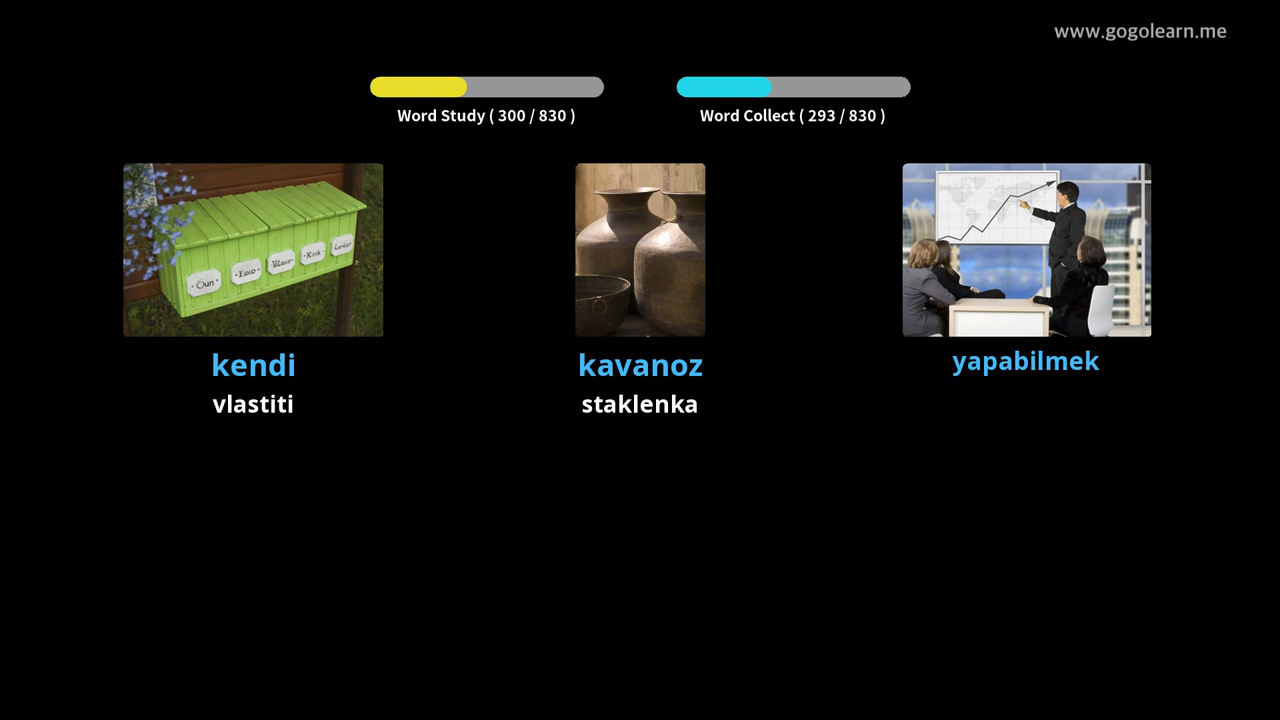 www.gogolearn.me
Word Study ( 300 / 830 )
Word Collect ( 293 / 830 )
kendi
kavanoz
yapabilmek
vlastiti
staklenka